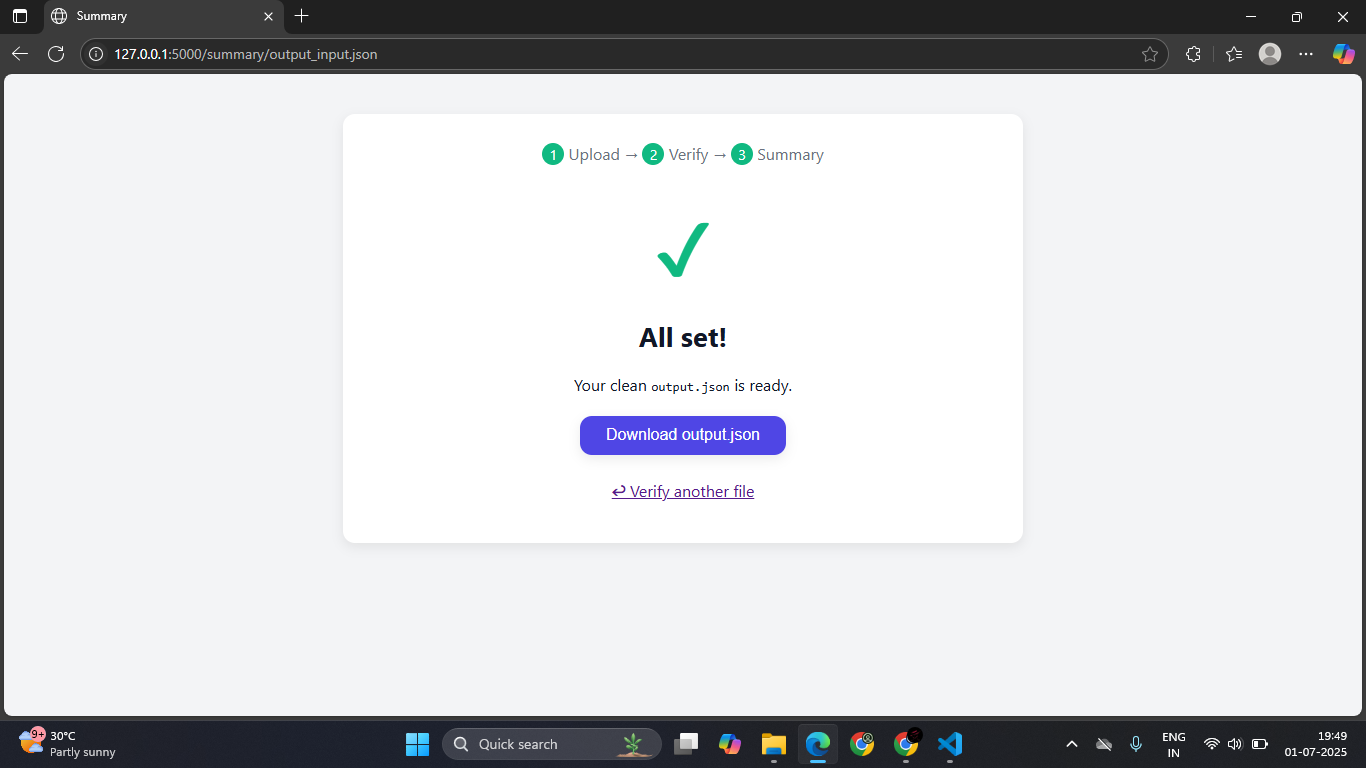 Summary
127.0.0.1:5000/summary/output_input.json
1 Upload → 2 Verify → 3 Summary
All set!
Your clean output.json is ready.
Download output.json
↩ Verify another file
9+
30°C
Partly sunny
Quick search
ENG
IN
19:49
01-07-2025